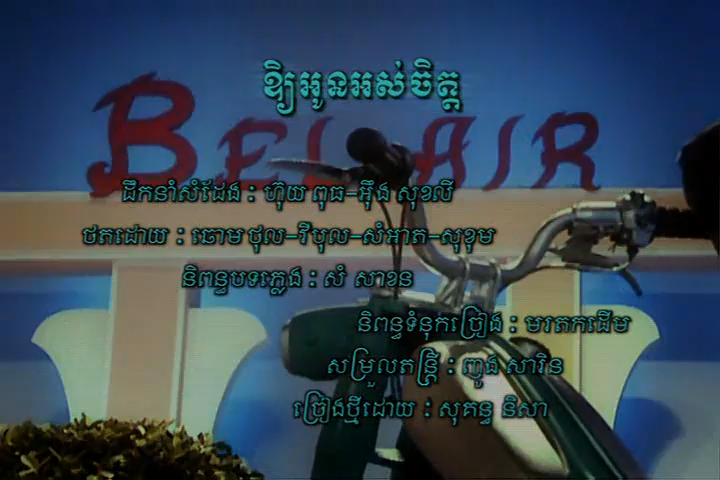 ឱ្យអូនអស់ចិត្ត
BEL AIR
ដឹកនាំសំដែង : ហ៊ុយ ពុធ-អ៊ឹង សុខលី
ថតដោយ : ចោម ថុល-វិបុល-សំអាត-សុខុម
និពន្ធបទភ្លេង : សំ សាខន
និពន្ធទំនុកច្រៀង : មរតកដើម
សម្រួលតន្ត្រី : ញូង សារិន
ច្រៀងថ្មីដោយ : សុគន្ធ និសា